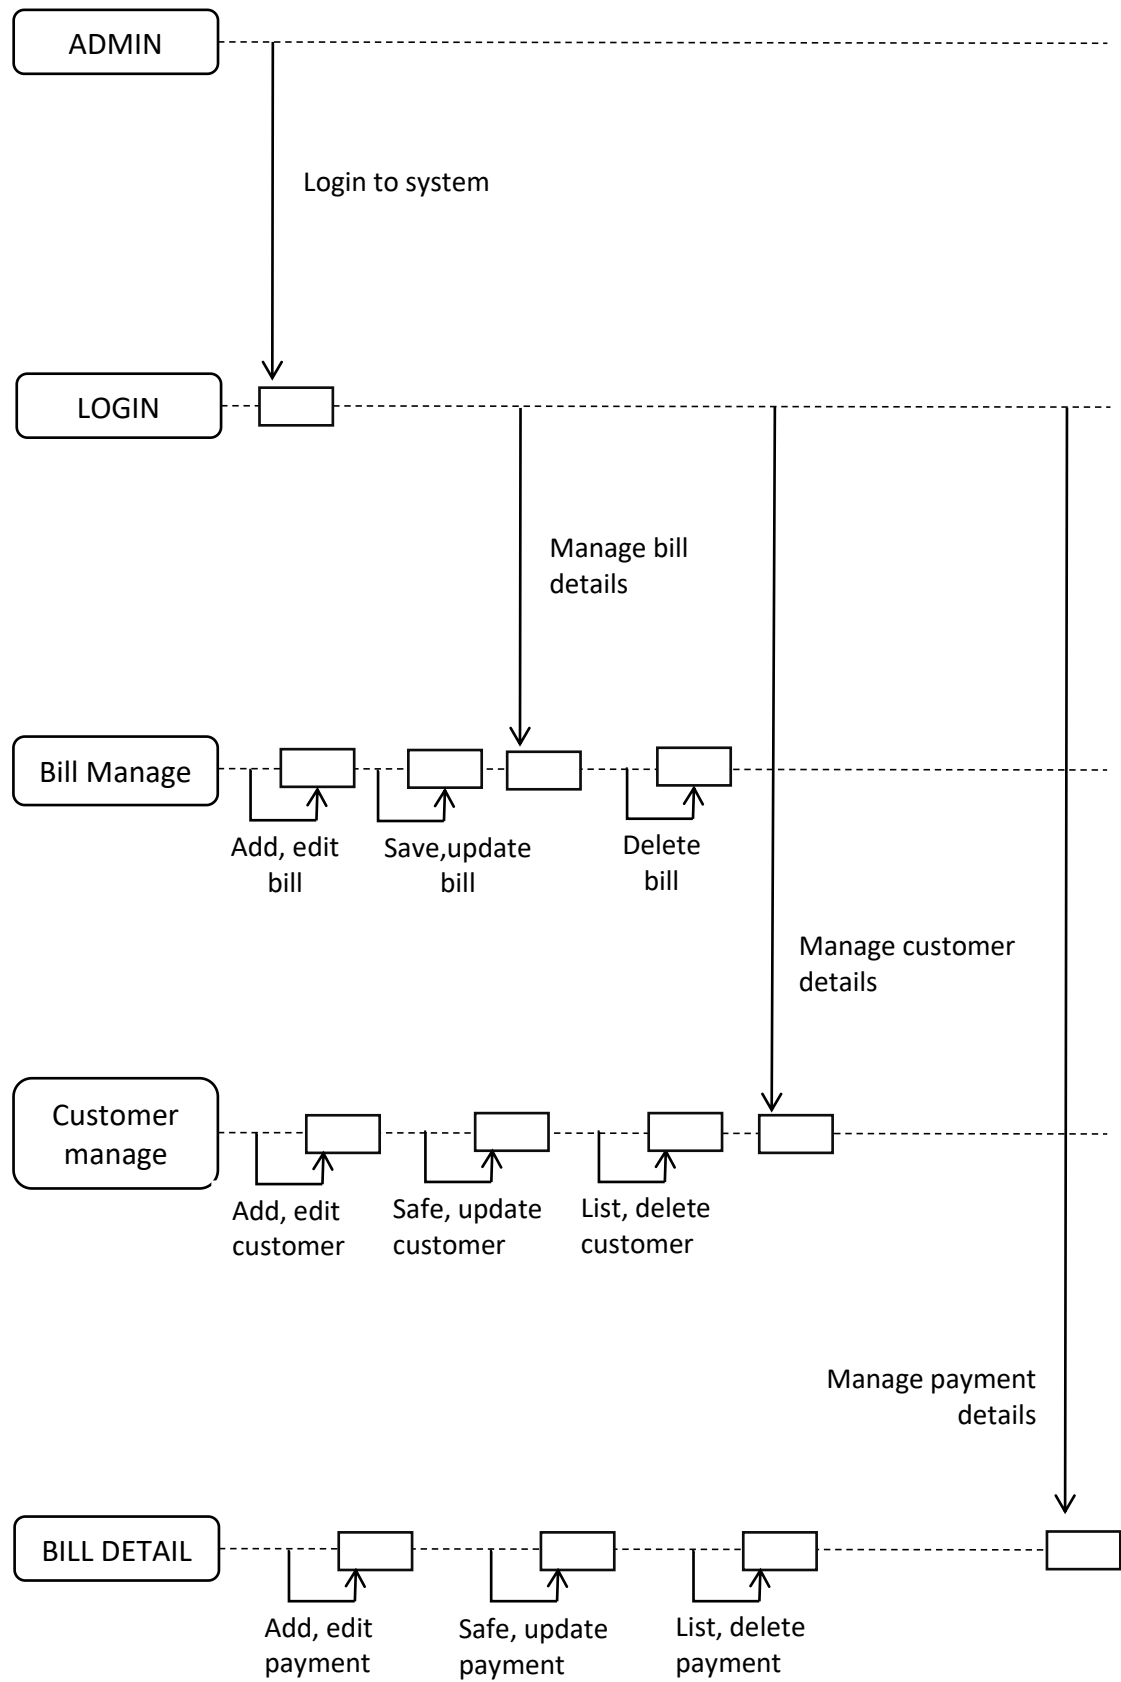 ADMIN
Login to system
LOGIN
Manage bill
details
Bill Manage
Add, edit
bill
Save,update
bill
Delete
bill
Manage customer
details
Customer
manage
Add, edit
customer
Safe, update
customer
List, delete
customer
Manage payment
details
BILL DETAIL
Add, edit
payment
Safe, update
payment
List, delete
payment